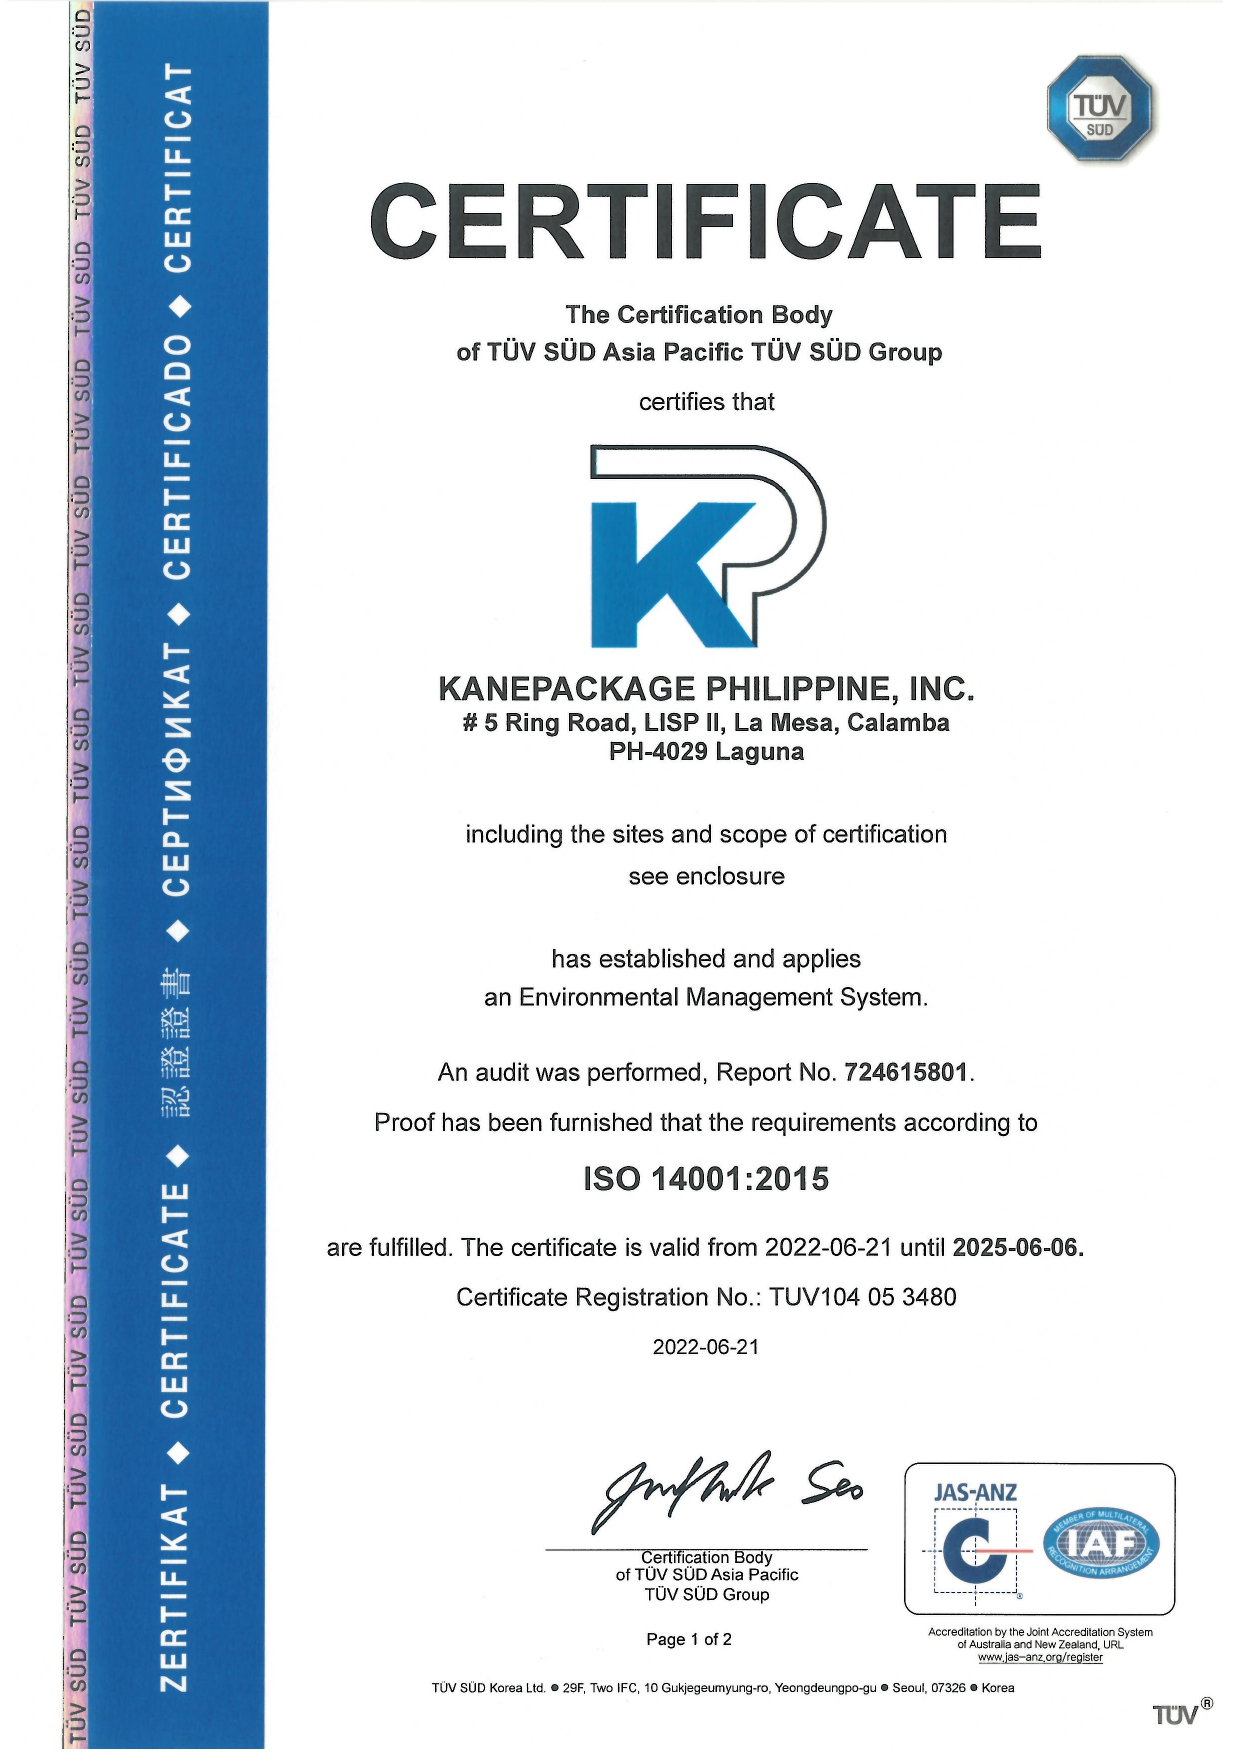 TÜV SÜD TÜV SÜD TÜV SÜD TÜV SÜD TÜV SÜD TÜV SÜD TÜV SÜD TÜV SÜD TÜV SÜD TÜV SÜD TÜV SÜD TÜV SÜD TÜV SÜD TÜV SÜD TÜV SÜD
ZERTIFIKAT ◆ CERTIFICATE ◆ 認證證書 ◆ СЕРТИФИКАТ ◆ CERTIFICADO ◆ CERTIFICAT
TÜV
SÜD
CERTIFICATE
The Certification Body
of TÜV SÜD Asia Pacific TÜV SÜD Group
certifies that
KP
KANEPACKAGE PHILIPPINE, INC.
# 5 Ring Road, LISP II, La Mesa, Calamba
PH-4029 Laguna
including the sites and scope of certification
see enclosure
has established and applies
an Environmental Management System.
An audit was performed, Report No. 724615801.
Proof has been furnished that the requirements according to
ISO 14001:2015
are fulfilled. The certificate is valid from 2022-06-21 until 2025-06-06.
Certificate Registration No.: TUV104 05 3480
2022-06-21
Seo
Certification Body
of TÜV SÜD Asia Pacific
TÜV SÜD Group
Page 1 of 2
JAS-ANZ
C
®
MEMBER OF MULTILATERAL
IAF
RECOGNITION ARRANGEMENT
Accreditation by the Joint Accreditation System
of Australia and New Zealand, URL
www.jas-anz.org/register
TÜV SÜD Korea Ltd. ● 29F, Two IFC, 10 Gukjegeumyung-ro, Yeongdeungpo-gu ● Seoul, 07326 ● Korea
TÜV®